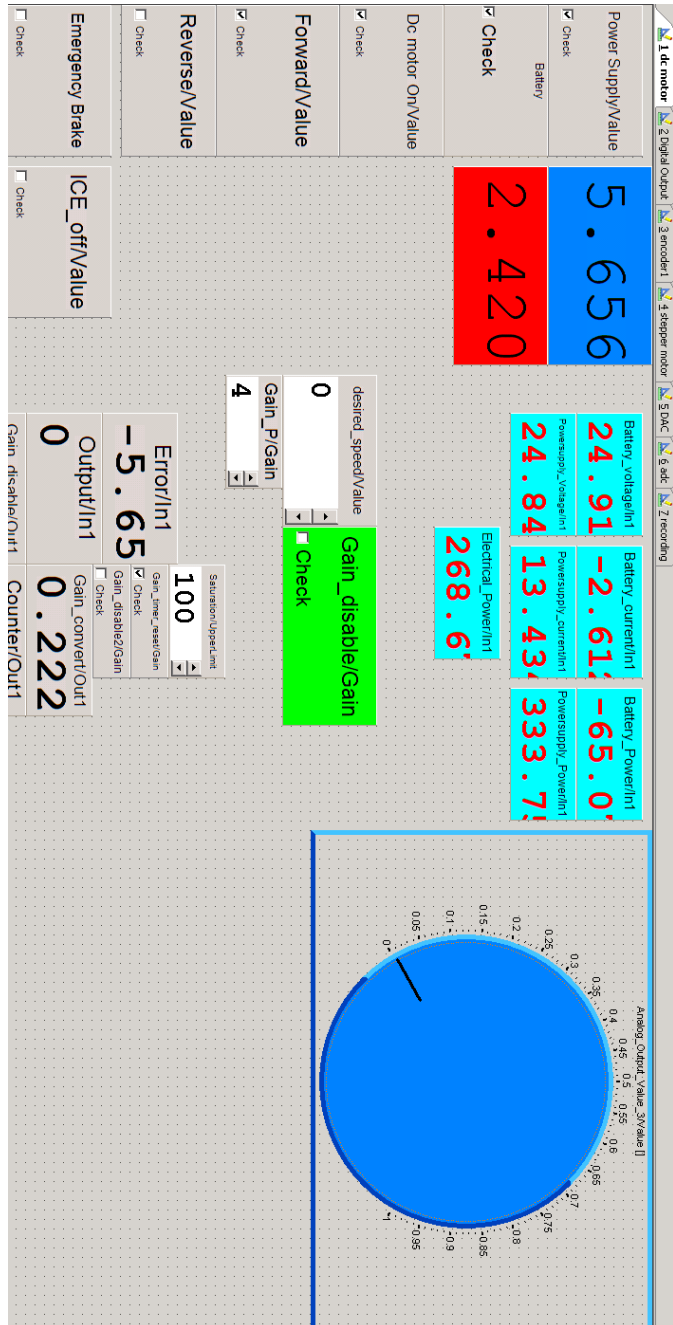 1 dc motor
2 Digital Output
3 encoder1
4 stepper motor
5 DAC
6 adc
7 recording
Power Supply/Value
Check
Battery
Check
Dc motor On/Value
Check
Forward/Value
Check
Reverse/Value
Check
Emergency Brake
Check
ICE_off/Value
Check
5.656
2.420
Battery_voltage/In1
24.91
Battery_current/In1
-2.612
Battery_Power/In1
-65.0
Powersupply_Voltage/In1
24.84
Powersupply_current/In1
13.434
Powersupply_Power/In1
333.75
Electrical_Power/In1
268.6
desired_speed/Value
0
Gain_disable/Gain
Check
Gain_P/Gain
4
Saturation/UpperLimit
100
Gain_timer_reset/Gain
Check
Gain_disable2/Gain
Check
Error/In1
-5.65
Output/In1
0
Gain_convert/Out1
0.222
Gain_disable/Out1
Counter/Out1
Analog_Output_Value_3/Value []
0
0.05
0.1
0.15
0.2
0.25
0.3
0.35
0.4
0.45
0.5
0.55
0.6
0.65
0.7
0.75
0.8
0.85
0.9
0.95
1